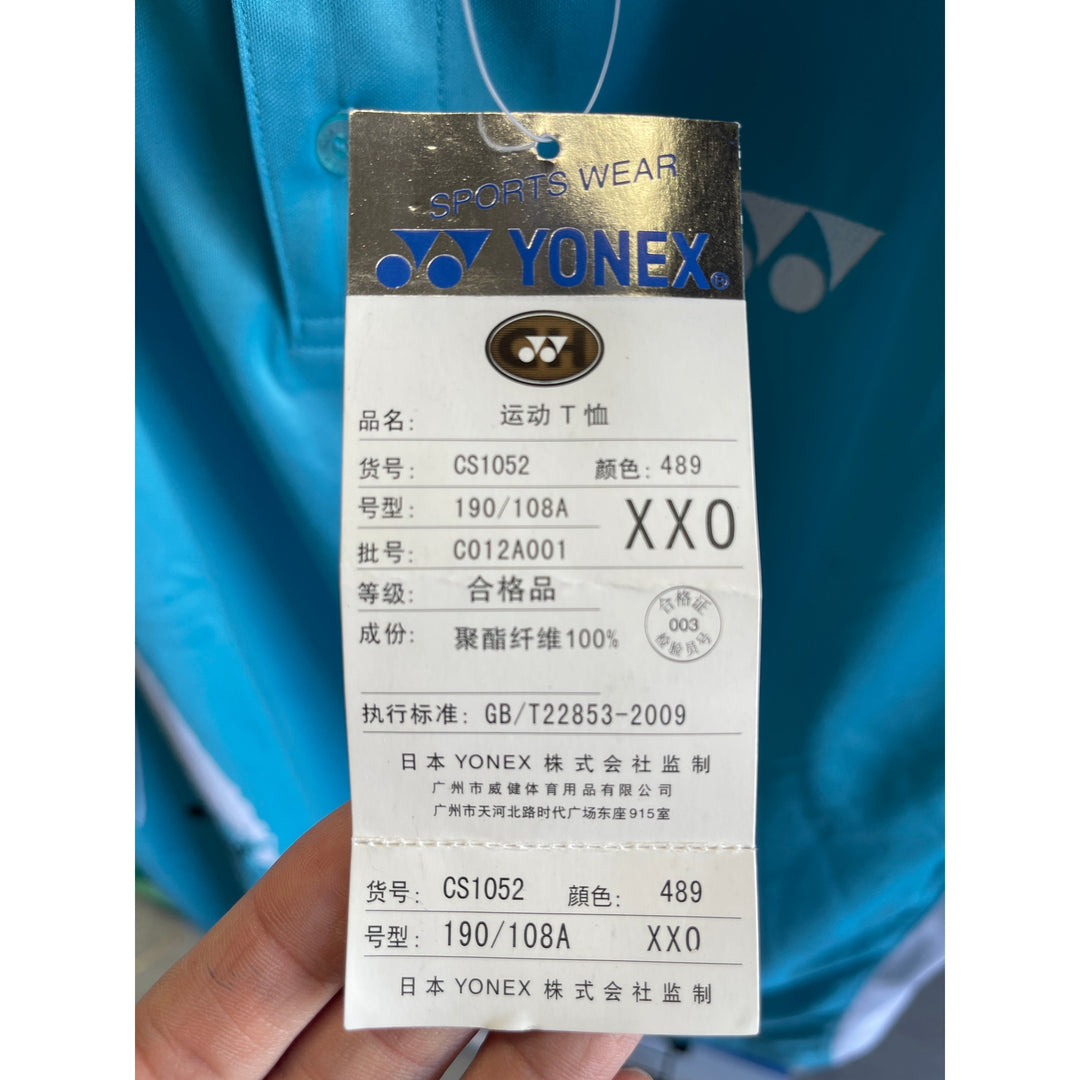 SPORTS WEAR
YONEX®
CH
品名: 运动T恤
货号: CS1052 颜色: 489
号型: 190/108A XXO
批号: C012A001
等级: 合格品
成份: 聚酯纤维100%
合格证
003
检验员号
执行标准: GB/T22853-2009
日本YONEX株式会社监制
广州市威健体育用品有限公司
广州市天河北路时代广场东座915室
货号: CS1052 顔色: 489
号型: 190/108A XXO
日本YONEX株式会社监制